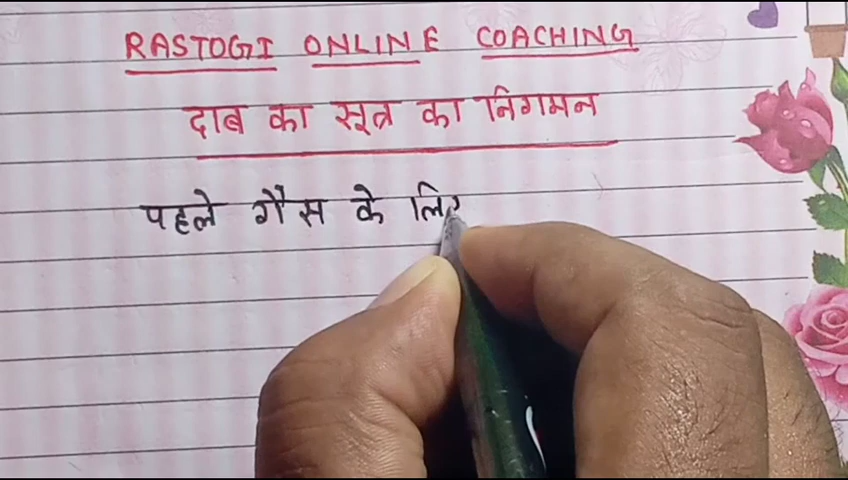 RASTOGI ONLINE COACHING
दाब का सूत्र का निगमन
पहले गैस के लिए